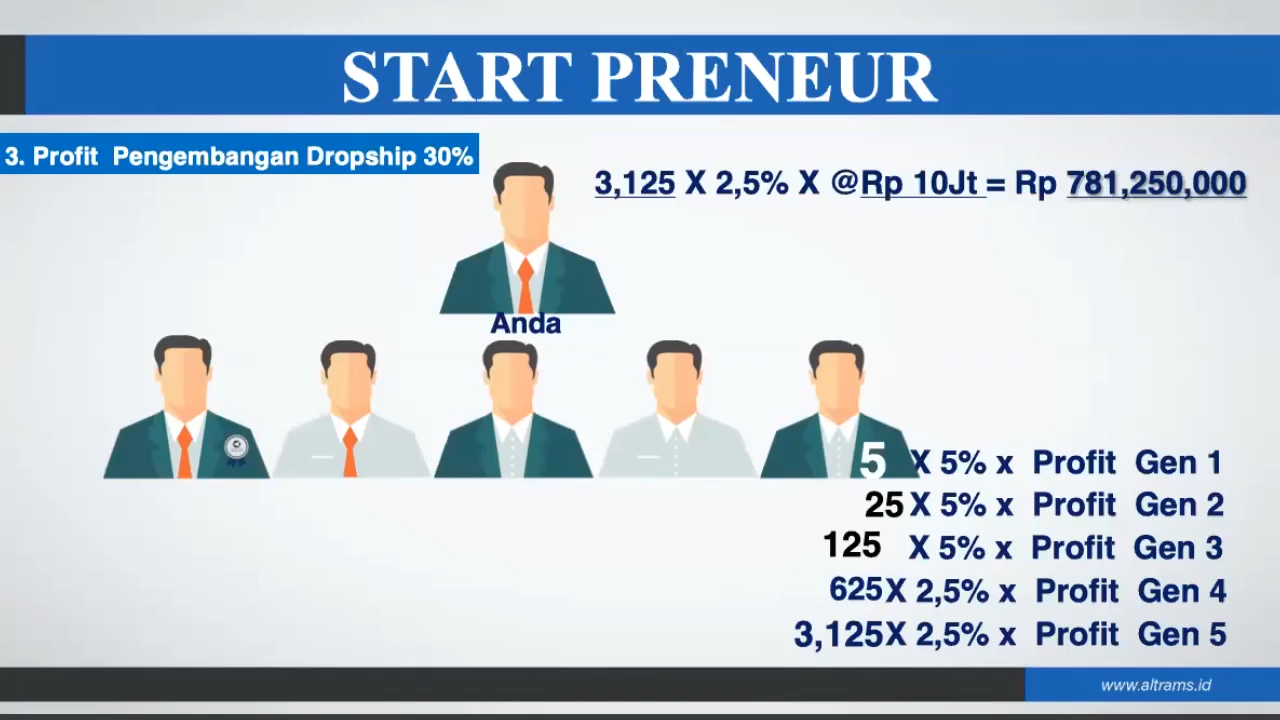 START PRENEUR
3. Profit Pengembangan Dropship 30%
3,125 X 2,5% X @Rp 10Jt = Rp 781,250,000
Anda
5 X 5% x Profit Gen 1
25 X 5% x Profit Gen 2
125 X 5% x Profit Gen 3
625 X 2,5% x Profit Gen 4
3,125 X 2,5% x Profit Gen 5
www.altrams.id